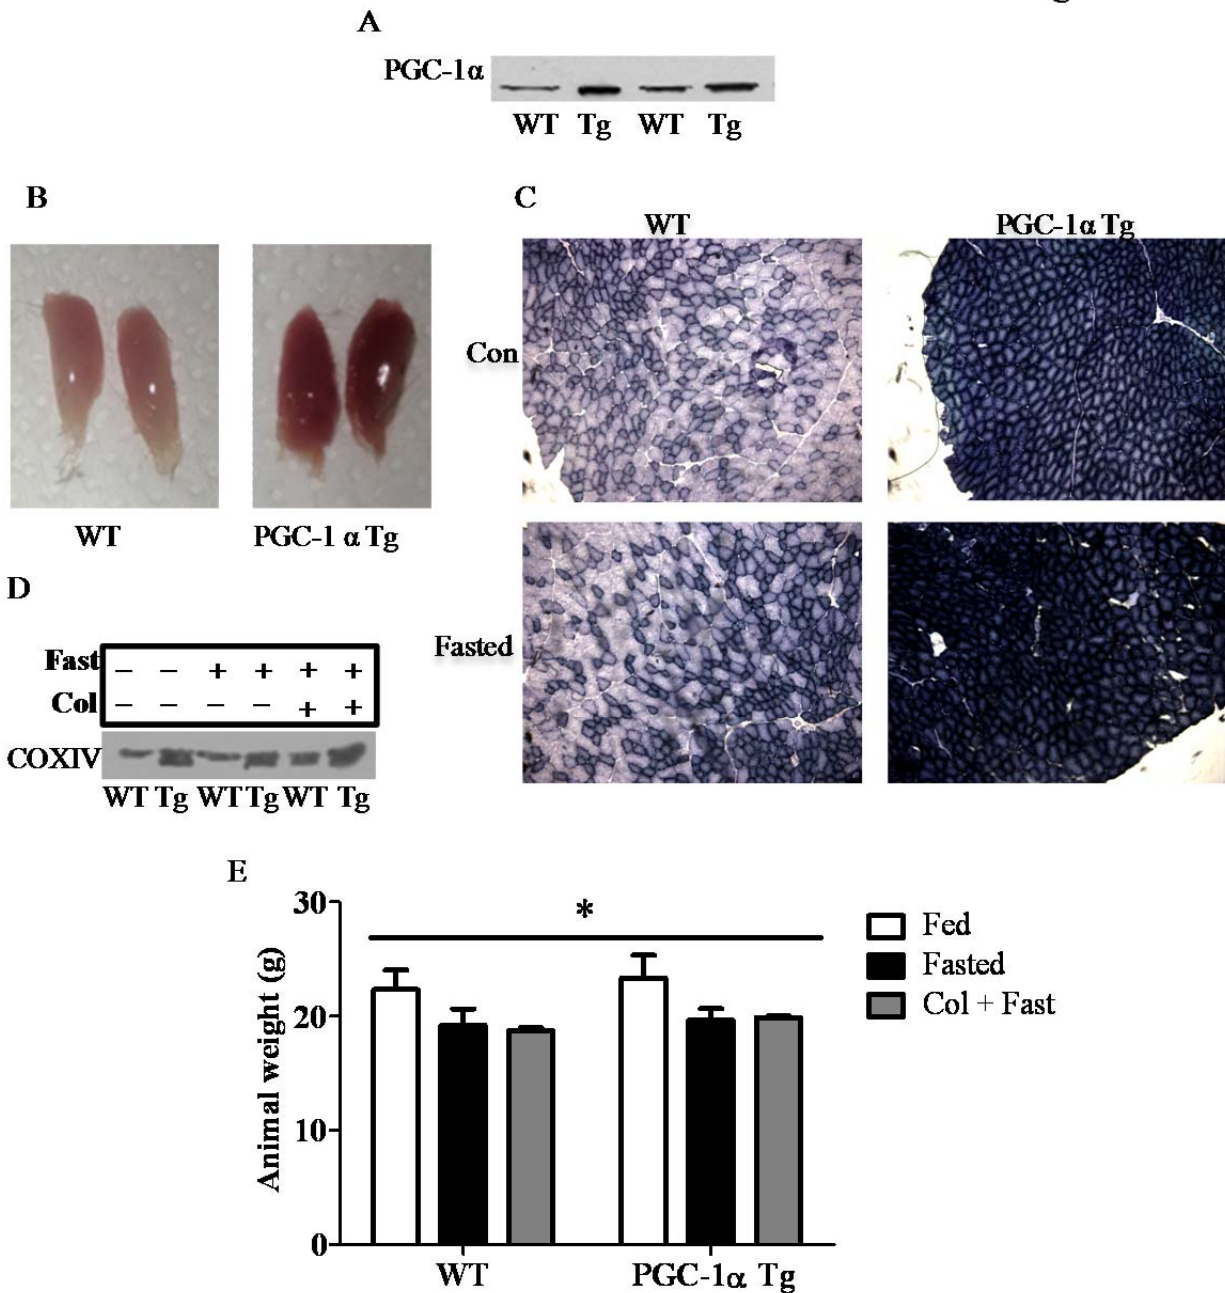 A
PGC-1α
WT Tg WT Tg
B
WT
PGC-1 α Tg
C
WT PGC-1α Tg
Con
Fasted
D
Fast – – + + + +
Col – – – – + +
COXIV
WT Tg WT Tg WT Tg
E
Animal weight (g)
30
20
10
0
*
WT PGC-1α Tg
Fed
Fasted
Col + Fast